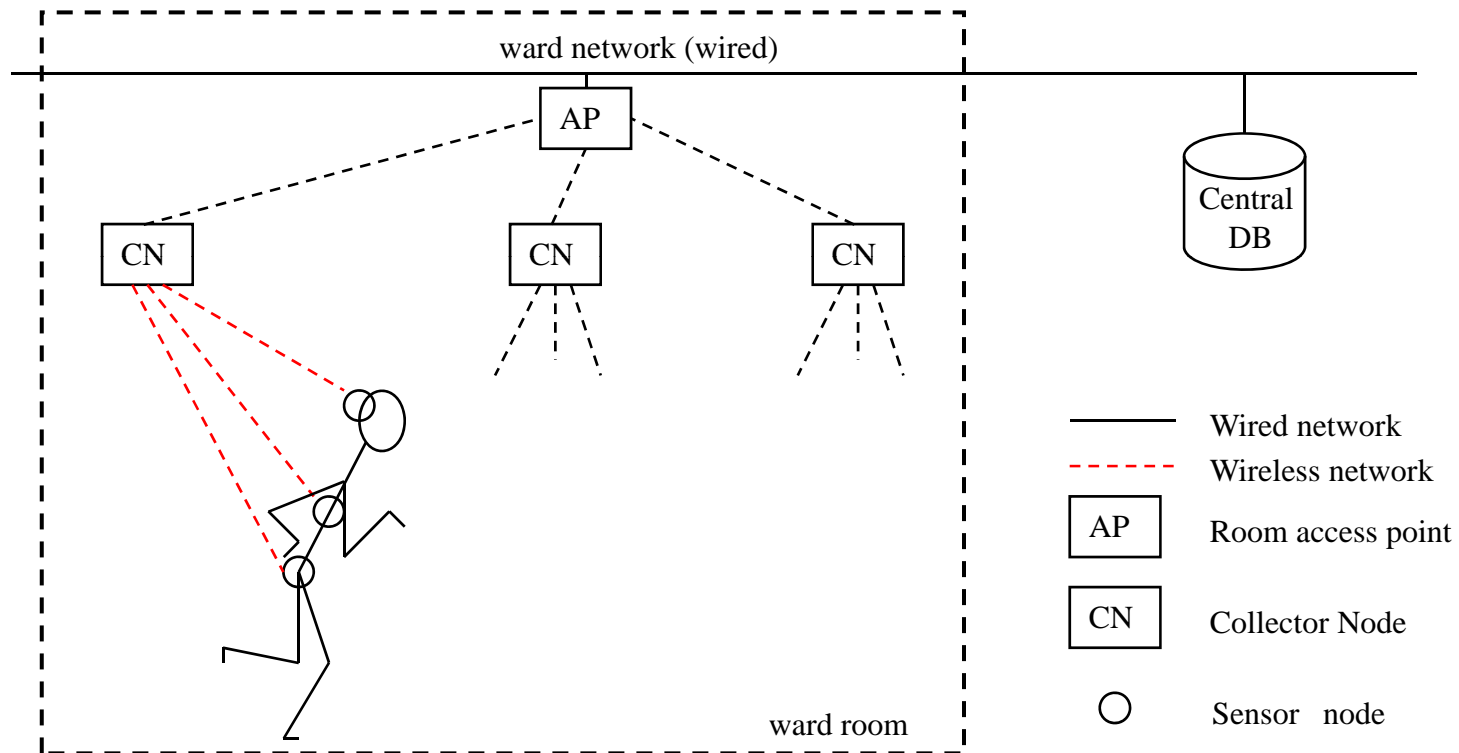 ward network (wired)
AP
CN
CN
CN
Central
DB
Wired network
Wireless network
AP
Room access point
CN
Collector Node
Sensor node
ward room